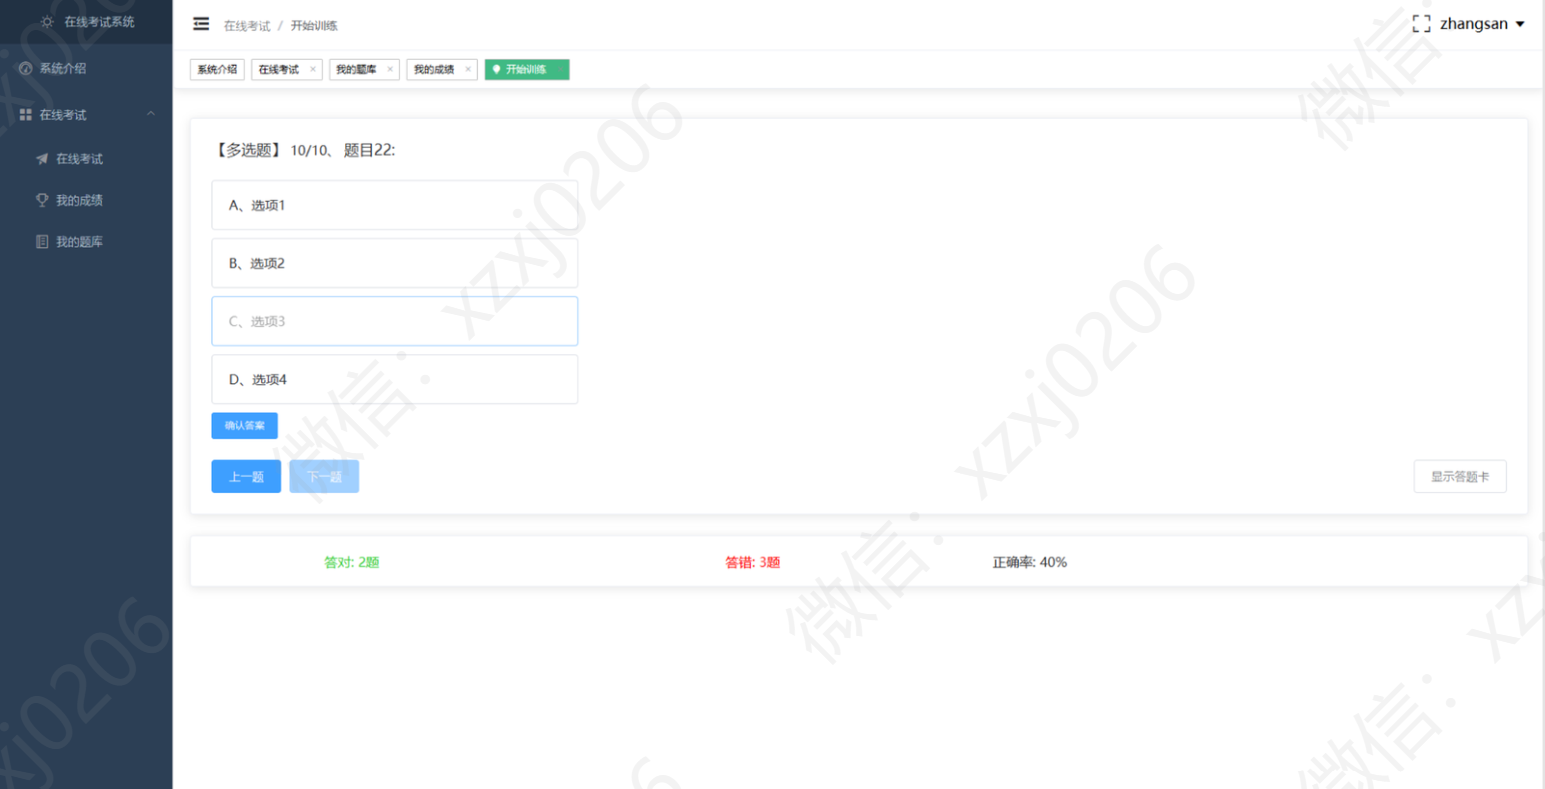 在线考试系统
在线考试 / 开始训练
zhangsan
系统介绍
在线考试
在线考试
我的成绩
我的题库
系统介绍 在线考试 × 我的题库 × 我的成绩 × 开始训练
【多选题】 10/10、 题目22:
A、选项1
B、选项2
C、选项3
D、选项4
确认答案
上一题 下一题
显示答题卡
答对: 2题 答错: 3题 正确率: 40%
微信：xzxj0206
微信：xzxj0206
微信：
微信：xz
xzxj0206
xj0206
6